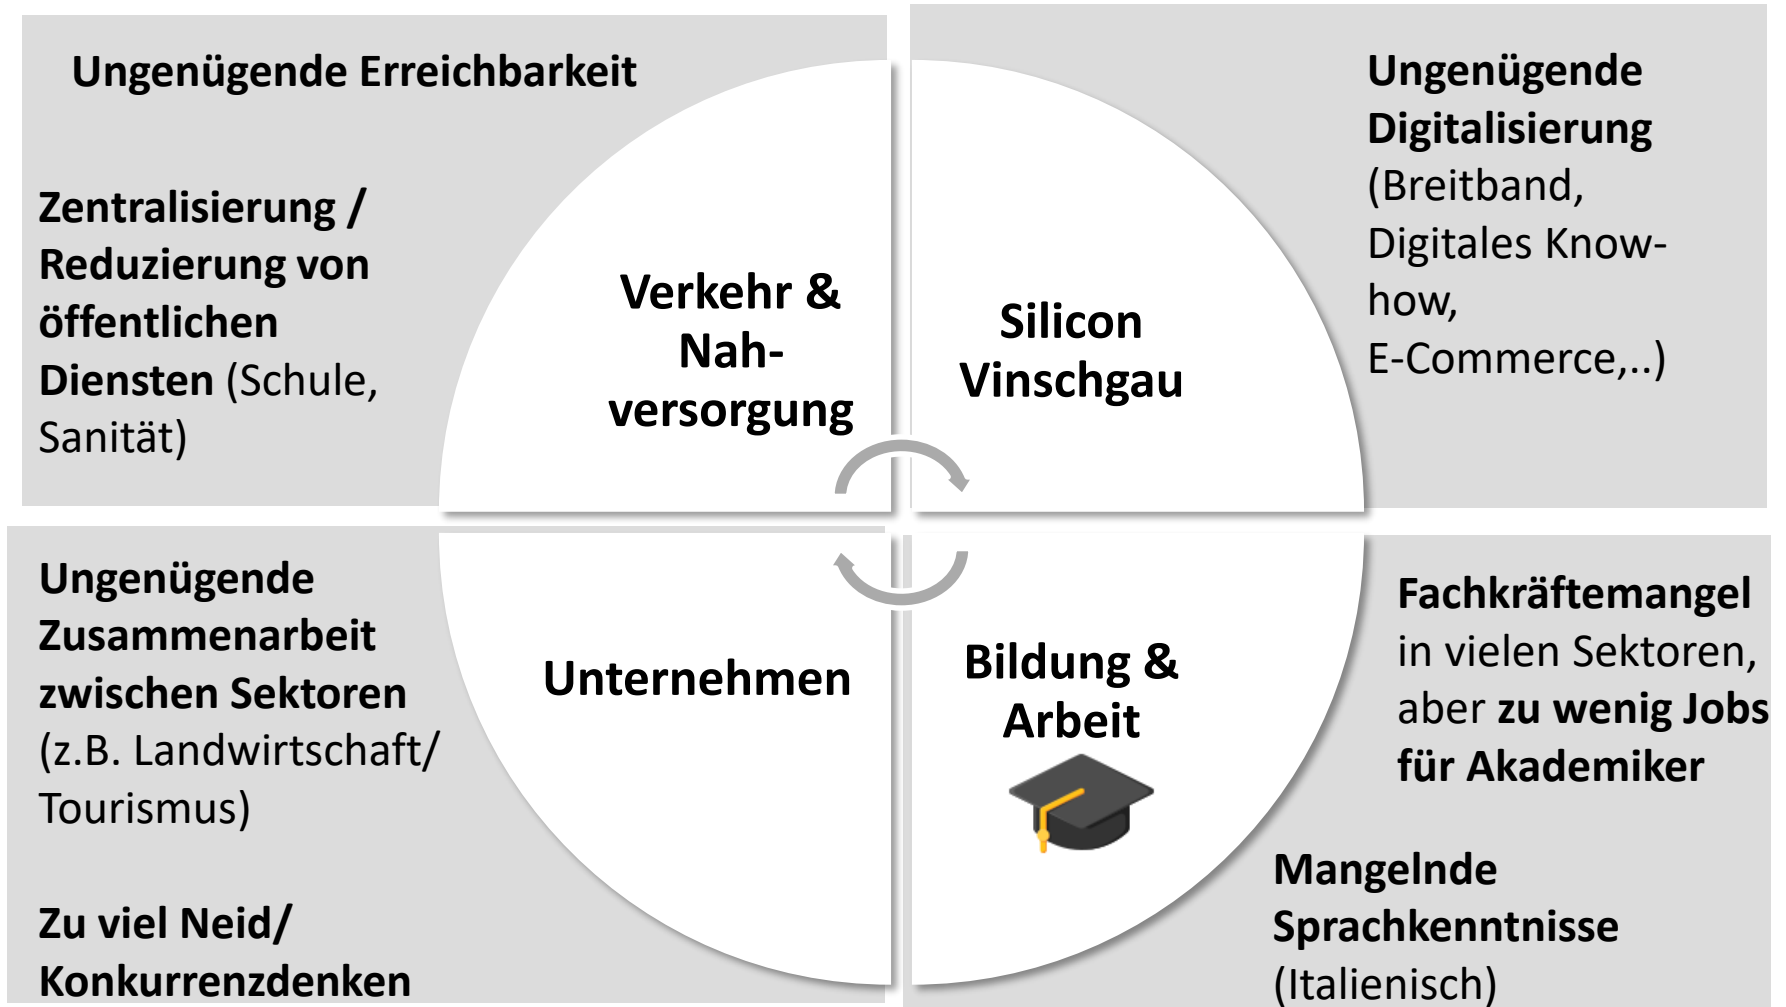 Ungenügende Erreichbarkeit
Zentralisierung /
Reduzierung von
öffentlichen
Diensten (Schule,
Sanität)
Verkehr &
Nah-
versorgung
Silicon
Vinschgau
Ungenügende
Digitalisierung
(Breitband,
Digitales Know-
how,
E-Commerce,..)
Ungenügende
Zusammenarbeit
zwischen Sektoren
(z.B. Landwirtschaft/
Tourismus)
Zu viel Neid/
Konkurrenzdenken
Unternehmen
Bildung &
Arbeit
Fachkräftemangel
in vielen Sektoren,
aber zu wenig Jobs
für Akademiker
Mangelnde
Sprachkenntnisse
(Italienisch)